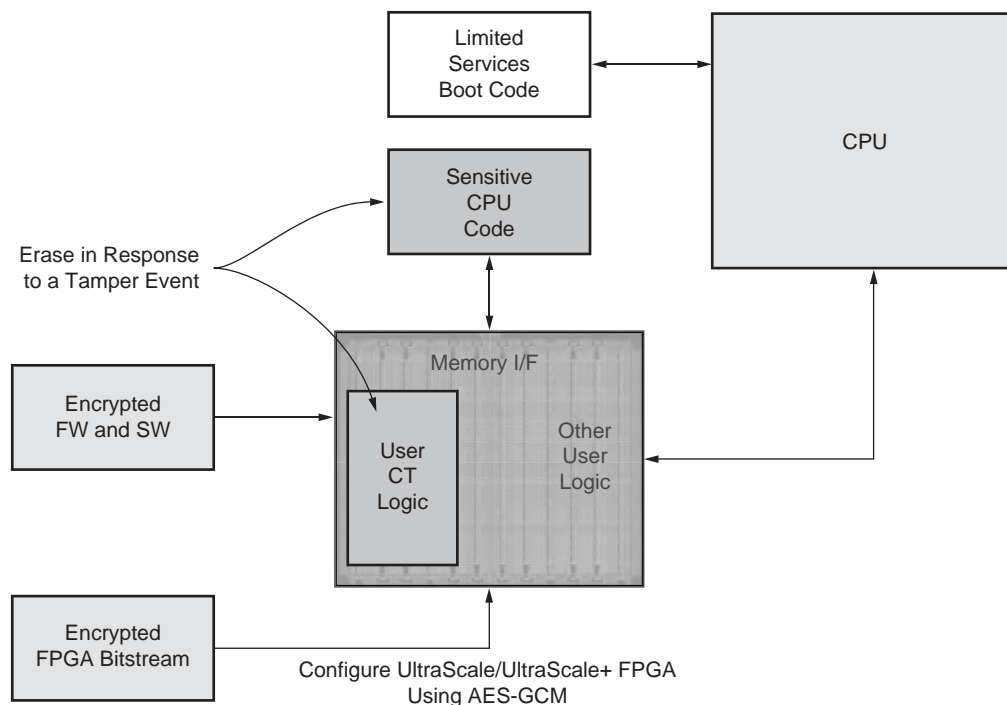 Limited
Services
Boot Code
CPU
Sensitive
CPU
Code
Erase in Response
to a Tamper Event
Memory I/F
Encrypted
FW and SW
User
CT
Logic
Other
User
Logic
Encrypted
FPGA Bitstream
Configure UltraScale/UltraScale+ FPGA
Using AES-GCM